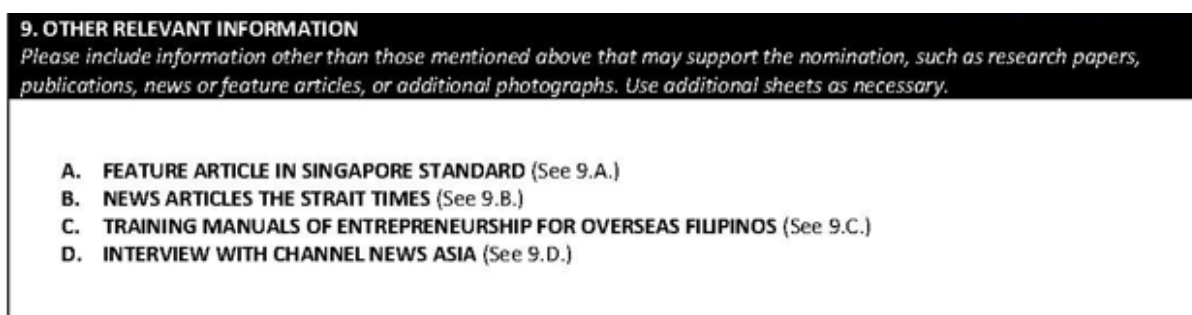 9. OTHER RELEVANT INFORMATION
Please include information other than those mentioned above that may support the nomination, such as research papers,
publications, news or feature articles, or additional photographs. Use additional sheets as necessary.
A. FEATURE ARTICLE IN SINGAPORE STANDARD (See 9.A.)
B. NEWS ARTICLES THE STRAIT TIMES (See 9.B.)
C. TRAINING MANUALS OF ENTREPRENEURSHIP FOR OVERSEAS FILIPINOS (See 9.C.)
D. INTERVIEW WITH CHANNEL NEWS ASIA (See 9.D.)